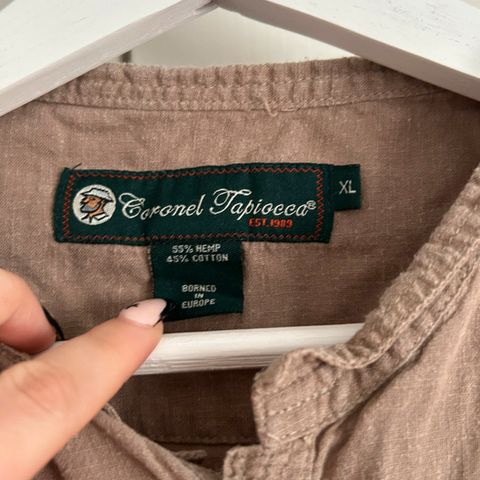 Coronel Tapiocca®
EST. 1989
XL
55% HEMP
45% COTTON
BORNED
IN
EUROPE